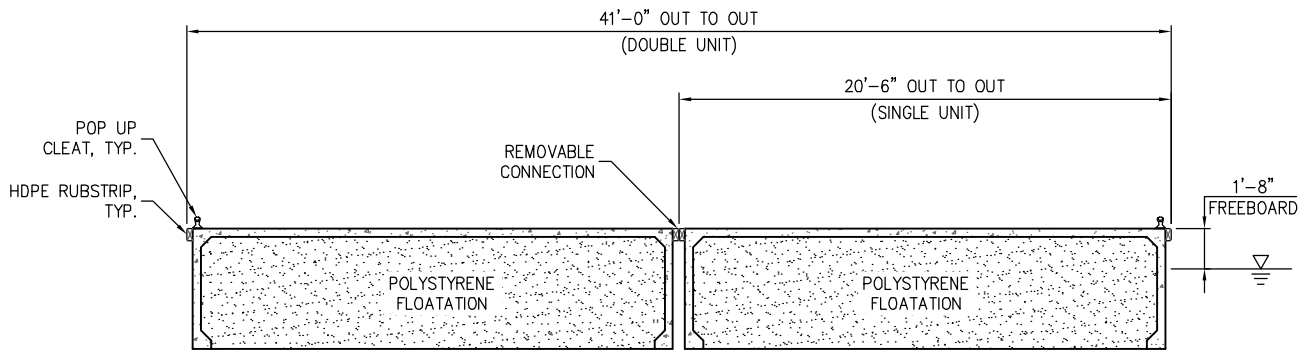 41'-0" OUT TO OUT
(DOUBLE UNIT)
20'-6" OUT TO OUT
(SINGLE UNIT)
POP UP
CLEAT, TYP.
REMOVABLE
CONNECTION
HDPE RUBSTRIP,
TYP.
1'-8"
FREEBOARD
POLYSTYRENE
FLOATATION
POLYSTYRENE
FLOATATION